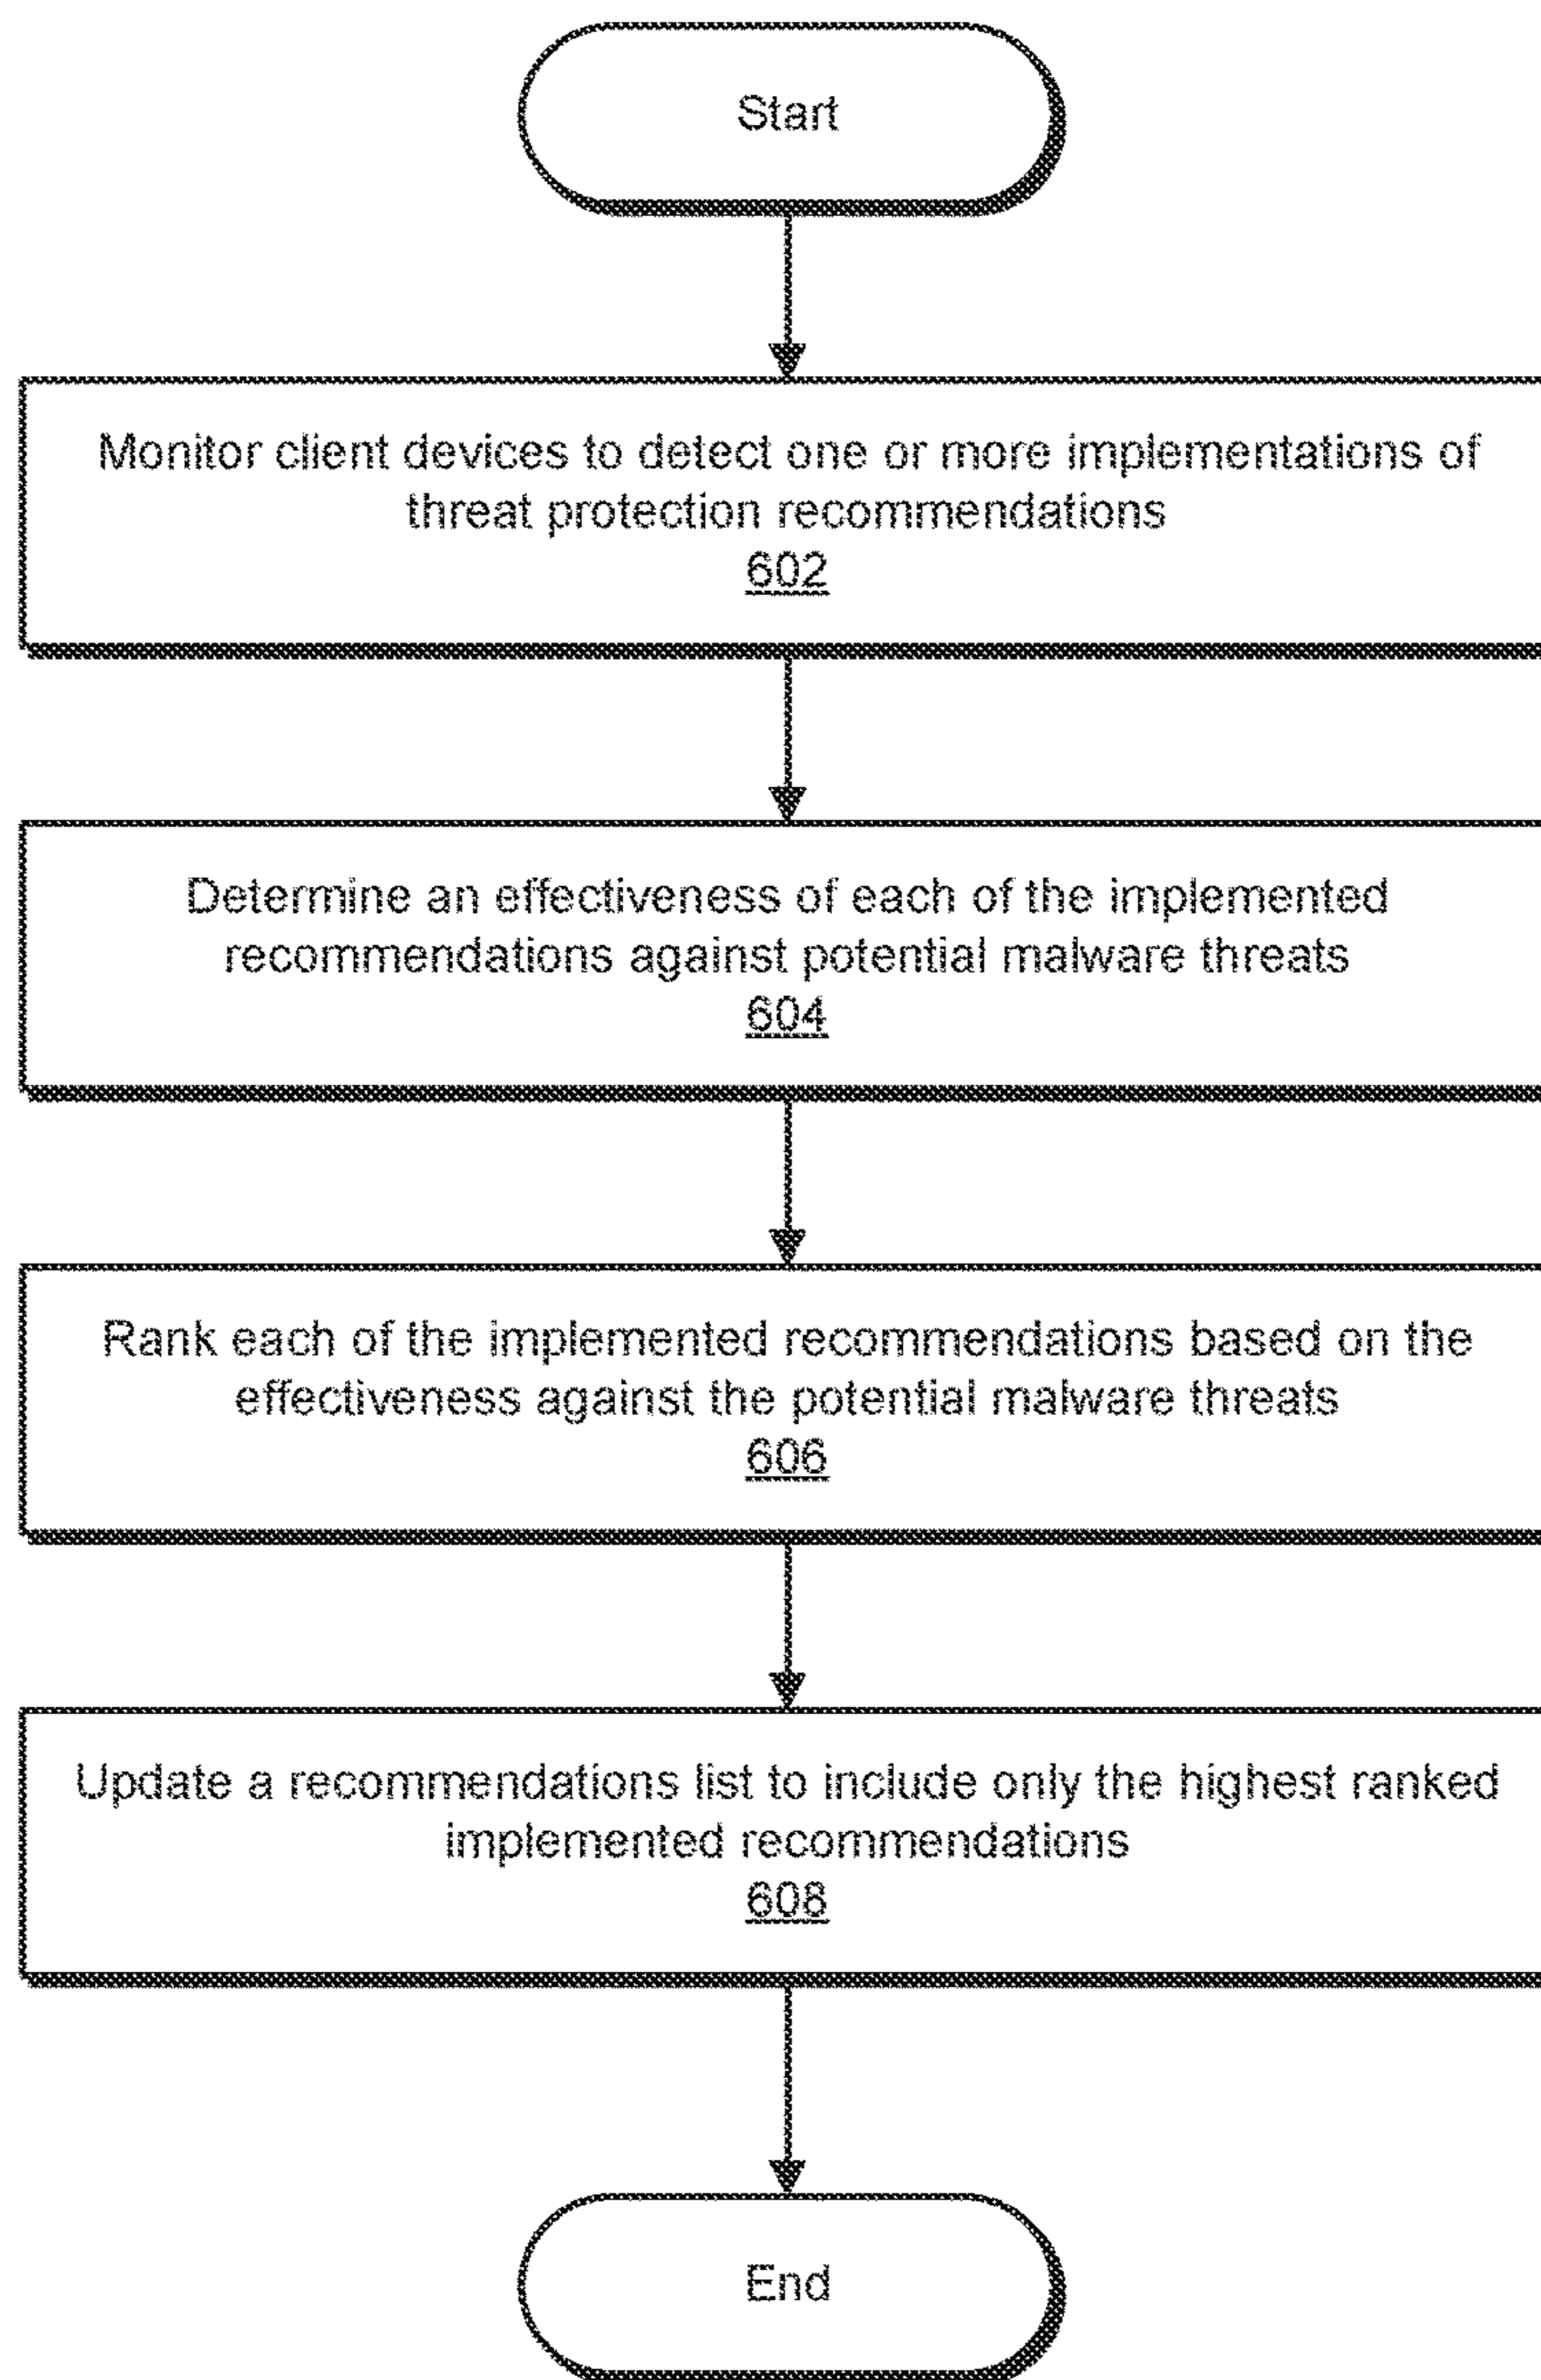 Start
Monitor client devices to detect one or more implementations of
threat protection recommendations
602
Determine an effectiveness of each of the implemented
recommendations against potential malware threats
604
Rank each of the implemented recommendations based on the
effectiveness against the potential malware threats
606
Update a recommendations list to include only the highest ranked
implemented recommendations
608
End